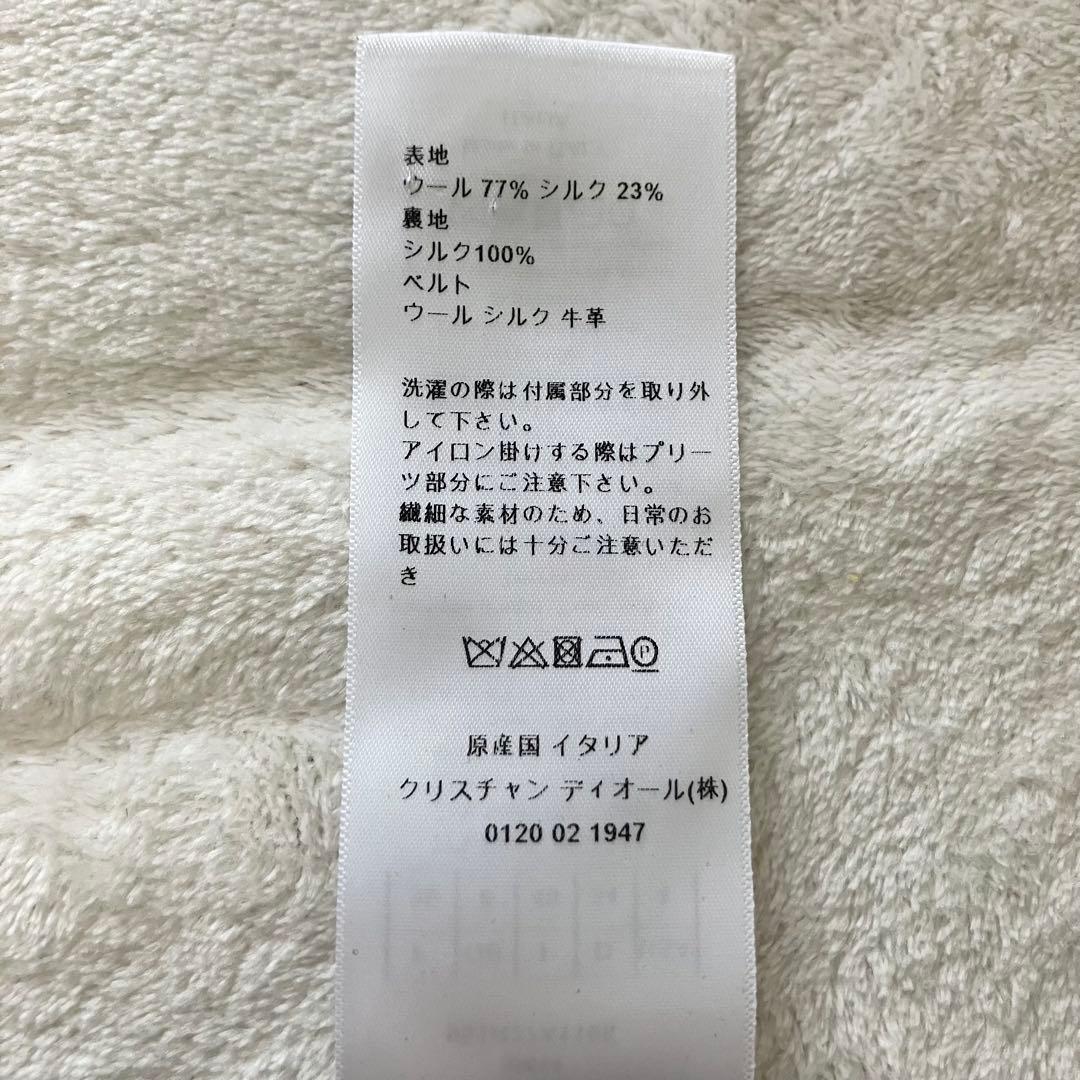 表地
ウール 77% シルク 23%
裏地
シルク100%
ベルト
ウール シルク 牛革
洗濯の際は付属部分を取り外
して下さい。
アイロン掛けする際はプリー
ツ部分にご注意下さい。
繊細な素材のため、日常のお
取扱いには十分ご注意いただ
き
P
原産国 イタリア
クリスチャン ディオール(株)
0120 02 1947